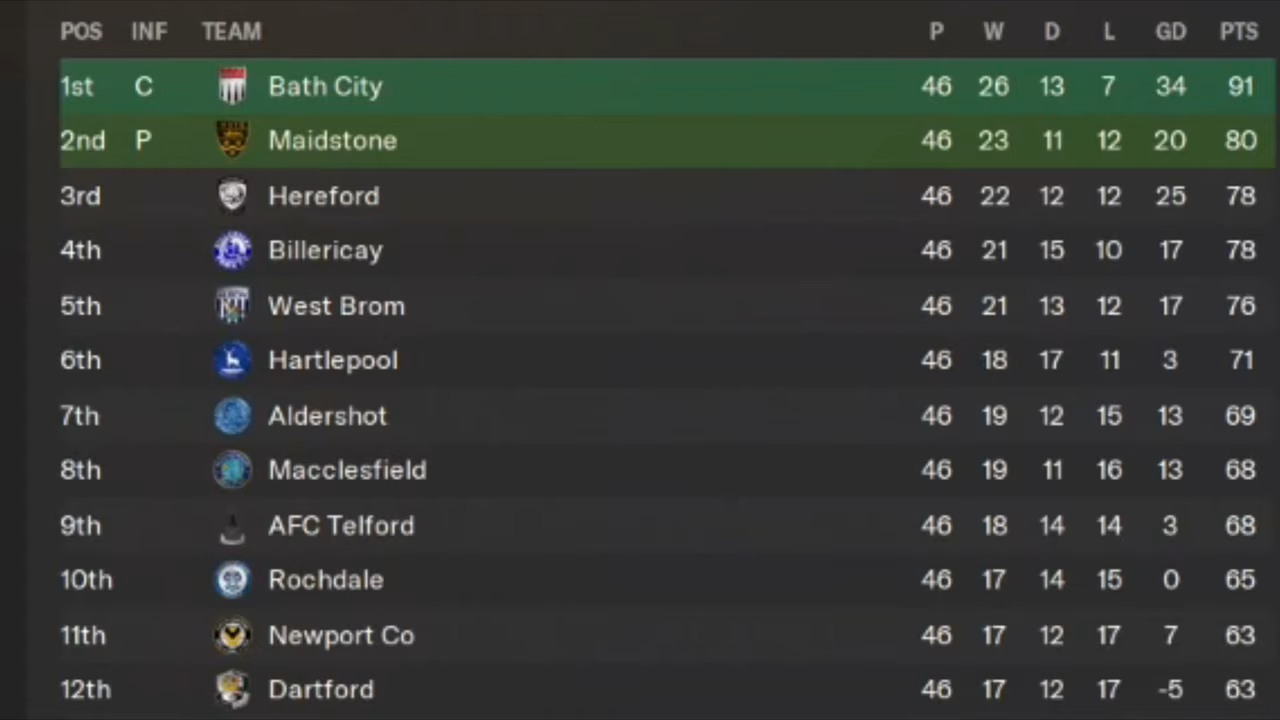 POS INF TEAM P W D L GD PTS
1st C Bath City 46 26 13 7 34 91
2nd P Maidstone 46 23 11 12 20 80
3rd Hereford 46 22 12 12 25 78
4th Billericay 46 21 15 10 17 78
5th West Brom 46 21 13 12 17 76
6th Hartlepool 46 18 17 11 3 71
7th Aldershot 46 19 12 15 13 69
8th Macclesfield 46 19 11 16 13 68
9th AFC Telford 46 18 14 14 3 68
10th Rochdale 46 17 14 15 0 65
11th Newport Co 46 17 12 17 7 63
12th Dartford 46 17 12 17 -5 63